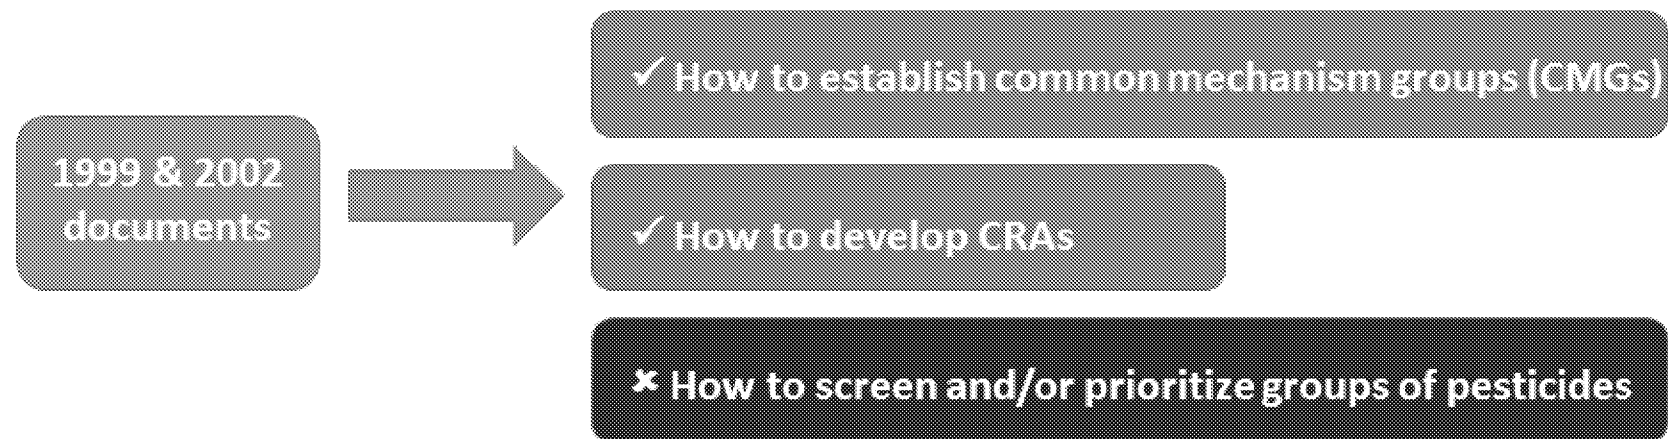 1999 & 2002
documents
✓ How to establish common mechanism groups (CMGs)
✓ How to develop CRAs
✖ How to screen and/or prioritize groups of pesticides